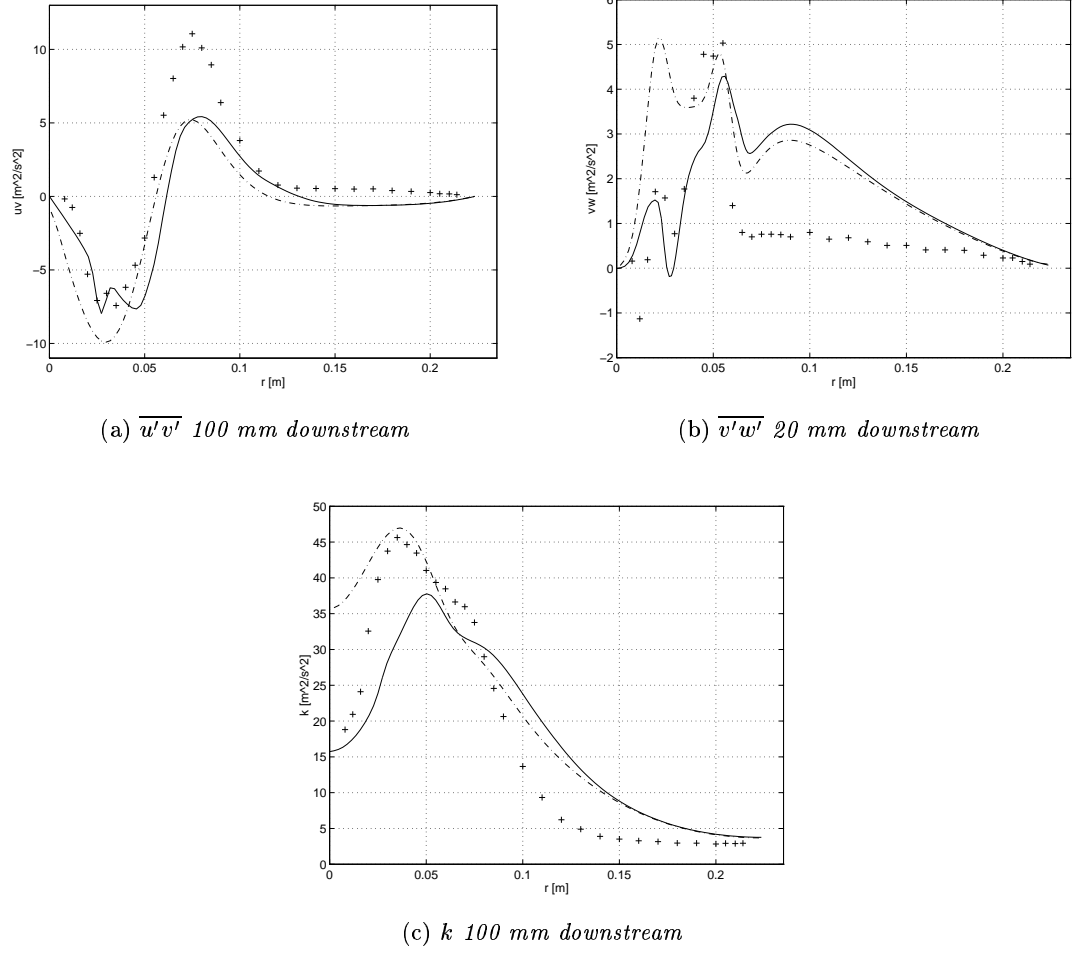 10
5
0
−5
−10
uv [m^2/s^2]
0 0.05 0.1 0.15 0.2
r [m]
(a) u′v′ 100 mm downstream
6
5
4
3
2
1
0
−1
−2
vw [m^2/s^2]
0 0.05 0.1 0.15 0.2
r [m]
(b) v′w′ 20 mm downstream
50
45
40
35
30
25
20
15
10
5
0
k [m^2/s^2]
0 0.05 0.1 0.15 0.2
r [m]
(c) k 100 mm downstream